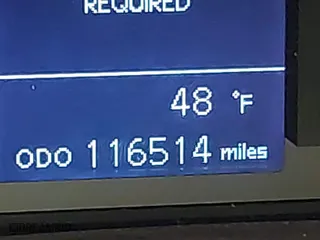 REQUIRED
48 °F
ODO 116514 miles